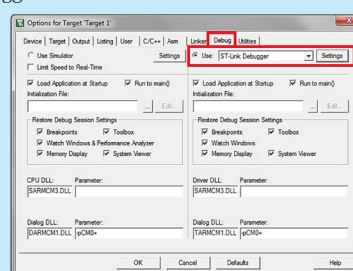 Options for Target 'Target 1'
Device Target Output Listing User C/C++ Asm Linker Debug Utilities
Use Simulator Settings
Limit Speed to Real-Time
Use: ST-Link Debugger Settings
Load Application at Startup Run to main()
Initialization File:
... Edit...
Load Application at Startup Run to main()
Initialization File:
... Edit...
Restore Debug Session Settings
Breakpoints Toolbox
Watch Windows & Performance Analyzer
Memory Display System Viewer
Restore Debug Session Settings
Breakpoints Toolbox
Watch Windows
Memory Display System Viewer
CPU DLL: Parameter:
SARMCM3.DLL
Driver DLL: Parameter:
SARMCM3.DLL
Dialog DLL: Parameter:
DARMCM1.DLL -pCM0+
Dialog DLL: Parameter:
TARMCM1.DLL -pCM0+
OK Cancel Defaults Help